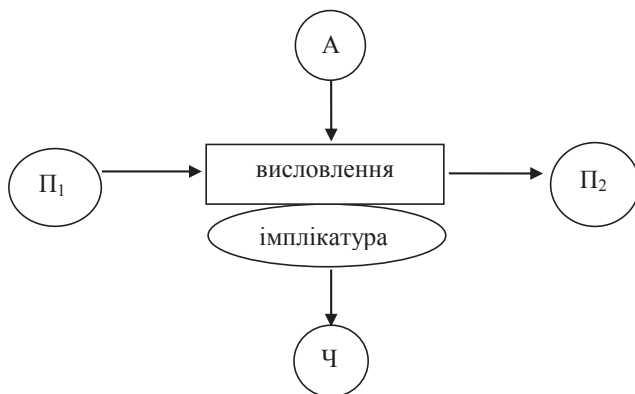 А
П₁
висловлення
П₂
імплікатура
Ч